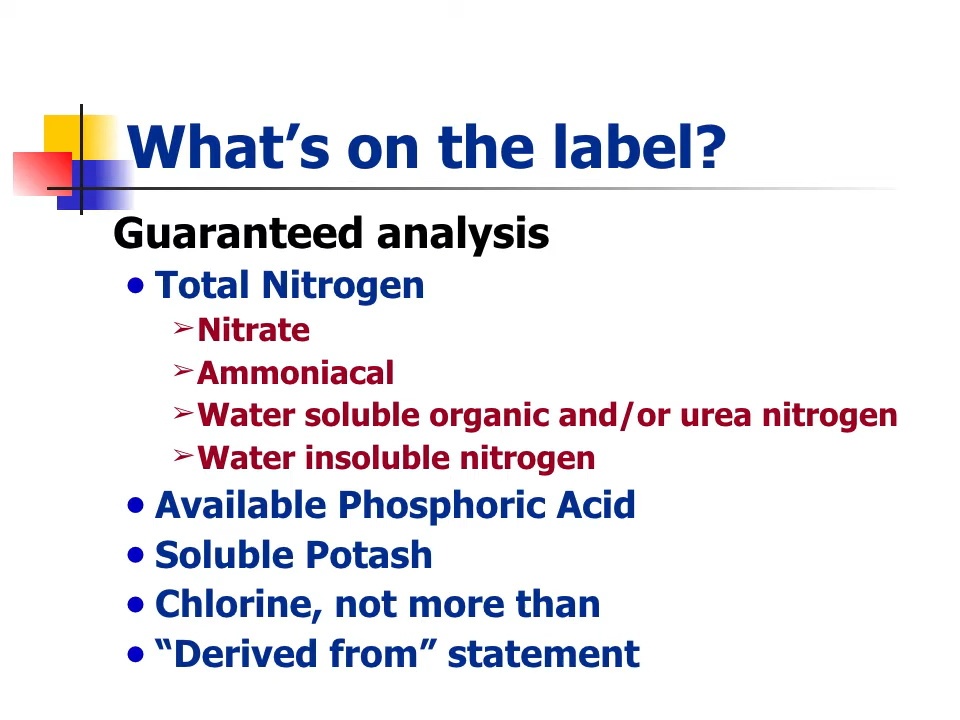 What’s on the label?
Guaranteed analysis
• Total Nitrogen
➢Nitrate
➢Ammoniacal
➢Water soluble organic and/or urea nitrogen
➢Water insoluble nitrogen
• Available Phosphoric Acid
• Soluble Potash
• Chlorine, not more than
• “Derived from” statement